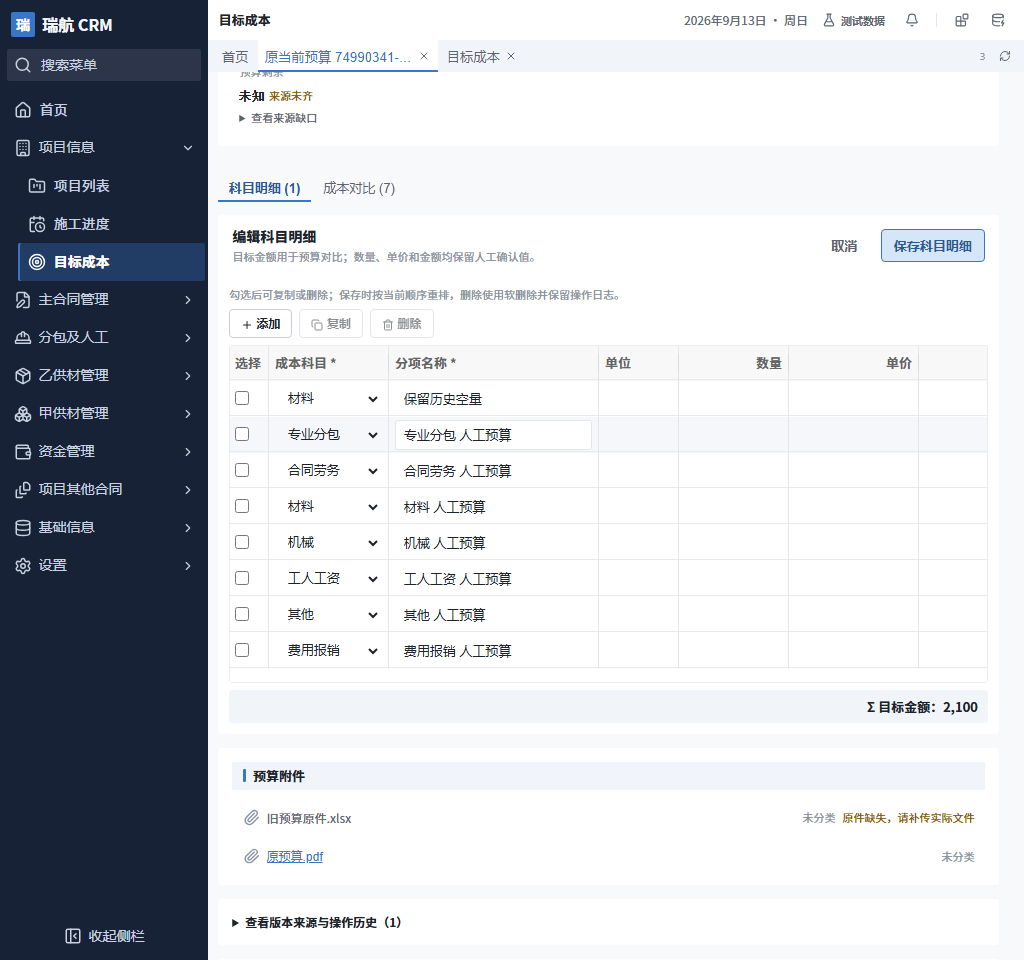 瑞 瑞航 CRM
搜索菜单
首页
项目信息
项目列表
施工进度
目标成本
主合同管理
分包及人工
乙供材管理
甲供材管理
资金管理
项目其他合同
基础信息
设置
收起侧栏
目标成本
2026年9月13日 · 周日 测试数据
首页 原当前预算 74990341-... × 目标成本 × 3
预算剩余
未知 来源未齐
▶ 查看来源缺口
科目明细 (1) 成本对比 (7)
编辑科目明细
目标金额用于预算对比；数量、单价和金额均保留人工确认值。
取消 保存科目明细
勾选后可复制或删除；保存时按当前顺序重排，删除使用软删除并保留操作日志。
+ 添加 复制 删除
选择 成本科目 * 分项名称 * 单位 数量 单价
材料 保留历史空量
专业分包 专业分包 人工预算
合同劳务 合同劳务 人工预算
材料 材料 人工预算
机械 机械 人工预算
工人工资 工人工资 人工预算
其他 其他 人工预算
费用报销 费用报销 人工预算
Σ 目标金额：2,100
预算附件
旧预算原件.xlsx 未分类 原件缺失，请补传实际文件
原预算.pdf 未分类
▶ 查看版本来源与操作历史（1）